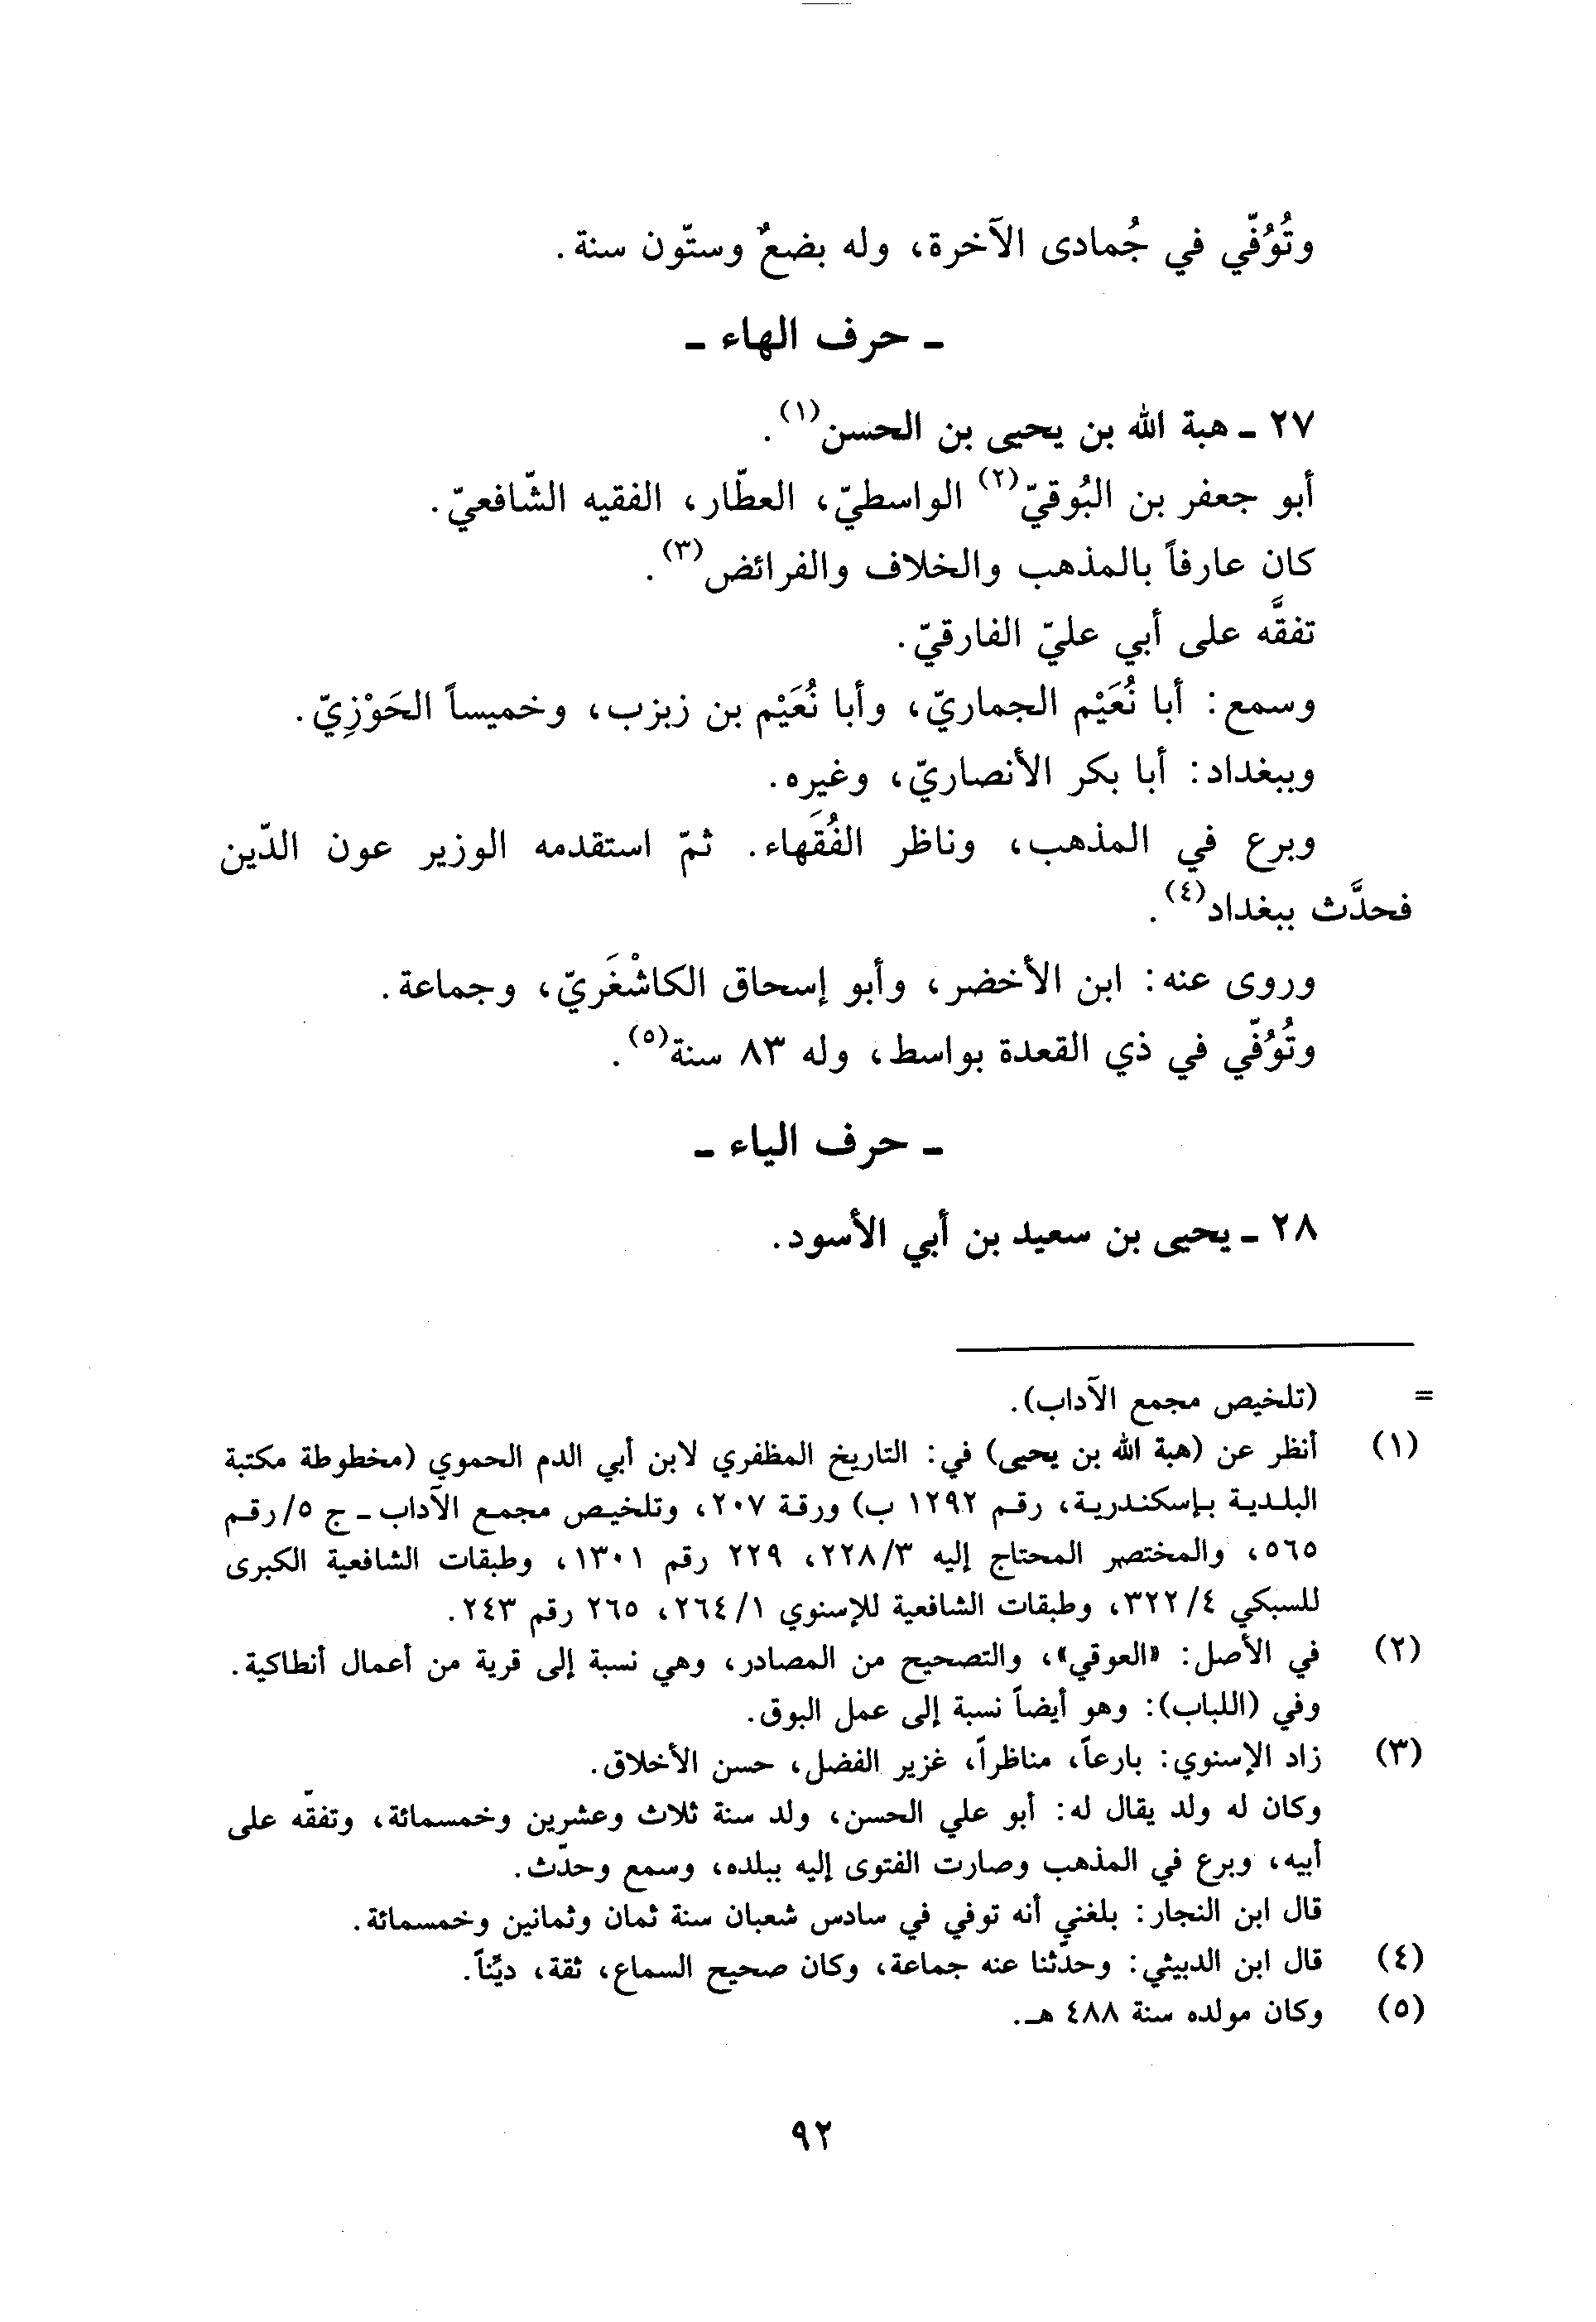 وتُوُفّي في جُمادى الآخرة، وله بضعٌ وستّون سنة.
ـ حرف الهاء ـ
٢٧ ـ هبة الله بن يحيى بن الحسن(١).
أبو جعفر بن البُوقيّ(٢) الواسطيّ، العطّار، الفقيه الشّافعيّ.
كان عارفاً بالمذهب والخلاف والفرائض(٣).
تفقَّه على أبي عليّ الفارقيّ.
وسمع: أبا نُعَيْم الجماريّ، وأبا نُعَيْم بن زبزب، وخميساً الحَوْزِيّ.
وببغداد: أبا بكر الأنصاريّ، وغيره.
وبرع في المذهب، وناظر الفُقَهاء. ثمّ استقدمه الوزير عون الدّين
فحدَّث ببغداد(٤).
وروى عنه: ابن الأخضر، وأبو إسحاق الكاشْغَريّ، وجماعة.
وتُوُفّي في ذي القعدة بواسط، وله ٨٣ سنة(٥).
ـ حرف الياء ـ
٢٨ ـ يحيى بن سعيد بن أبي الأسود.
= (تلخيص مجمع الآداب).
(١) أنظر عن (هبة الله بن يحيى) في: التاريخ المظفري لابن أبي الدم الحموي (مخطوطة مكتبة
البلدية بإسكندرية، رقم ١٢٩٢ ب) ورقة ٢٠٧، وتلخيص مجمع الآداب ـ ج ٥/رقم
٥٦٥، والمختصر المحتاج إليه ٢٢٨/٣، ٢٢٩ رقم ١٣٠١، وطبقات الشافعية الكبرى
للسبكي ٣٢٢/٤، وطبقات الشافعية للإسنوي ٢٦٤/١، ٢٦٥ رقم ٢٤٣.
(٢) في الأصل: «العوقي»، والتصحيح من المصادر، وهي نسبة إلى قرية من أعمال أنطاكية.
وفي (اللباب): وهو أيضاً نسبة إلى عمل البوق.
(٣) زاد الإسنوي: بارعاً، مناظراً، غزير الفضل، حسن الأخلاق.
وكان له ولد يقال له: أبو علي الحسن، ولد سنة ثلاث وعشرين وخمسمائة، وتفقّه على
أبيه، وبرع في المذهب وصارت الفتوى إليه ببلده، وسمع وحدّث.
قال ابن النجار: بلغني أنه توفي في سادس شعبان سنة ثمان وثمانين وخمسمائة.
(٤) قال ابن الدبيثي: وحدّثنا عنه جماعة، وكان صحيح السماع، ثقة، ديّناً.
(٥) وكان مولده سنة ٤٨٨ هـ.
٩٢